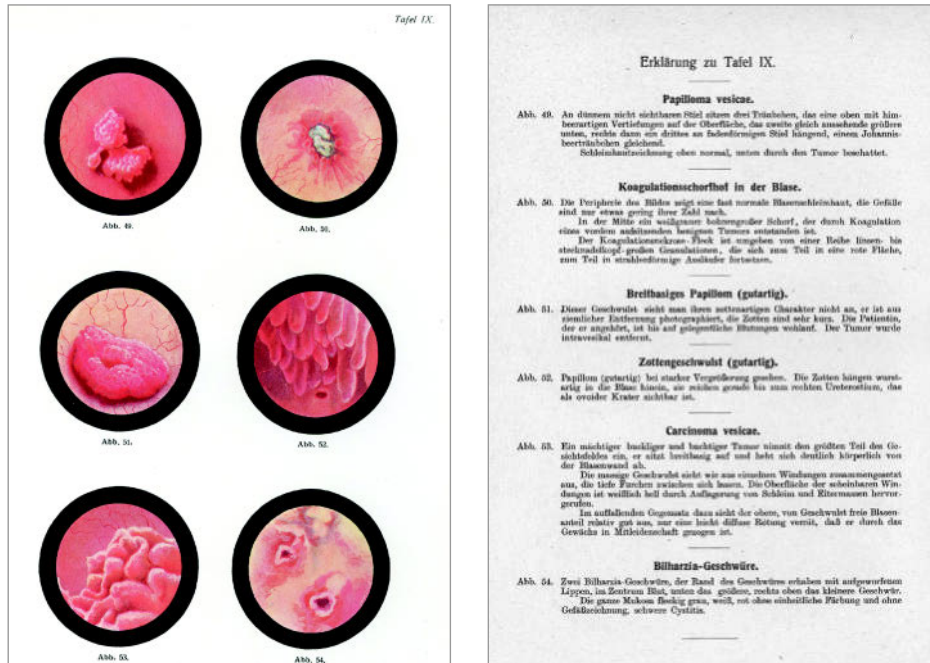 Tafel IX.
Abb. 49.
Abb. 50.
Abb. 51.
Abb. 52.
Abb. 53.
Abb. 54.
Erklärung zu Tafel IX.
Papilloma vesicae.
Abb. 49. An dünnem nicht sichtbaren Stiel sitzen drei Träubchen, das eine oben mit him-
beerartigen Vertiefungen auf der Oberfläche, das zweite gleich aussehende größere
unten, rechts dann ein drittes an fadenförmigen Stiel hängend, einem Johannis-
beerträubchen gleichend.
Schleimhautzeichnung oben normal, unten durch den Tumor beschattet.
Koagulationsschorfhof in der Blase.
Abb. 50. Die Peripherie des Bildes zeigt eine fast normale Blasenschleimhaut, die Gefäße
sind nur etwas gering ihrer Zahl nach.
In der Mitte ein weißgrauer bohnengroßer Schorf, der durch Koagulation
eines vordem aufsitzenden benignen Tumors entstanden ist.
Der Koagulationsnekrose-Fleck ist umgeben von einer Reihe linsen- bis
stecknadelkopf-großen Granulationen, die sich zum Teil in eine rote Fläche,
zum Teil in strahlenförmige Ausläufer fortsetzen.
Breitbasiges Papillom (gutartig).
Abb. 51. Dieser Geschwulst sieht man ihren zottenartigen Charakter nicht an, er ist aus
ziemlicher Entfernung photographiert, die Zotten sind sehr kurz. Die Patientin,
der er angehört, ist bis auf gelegentliche Blutungen wohlauf. Der Tumor wurde
intravesikal entfernt.
Zottengeschwulst (gutartig).
Abb. 52. Papillom (gutartig) bei starker Vergrößerung gesehen. Die Zotten hängen wurst-
artig in die Blase hinein, sie reichen gerade bis zum rechten Ureterostium, das
als ovoider Krater sichtbar ist.
Carcinoma vesicae.
Abb. 53. Ein mächtiger buckliger und buchtiger Tumor nimmt den größten Teil des Ge-
sichtsfeldes ein, er sitzt breitbasig auf und hebt sich deutlich körperlich von
der Blasenwand ab.
Die massige Geschwulst sieht wie aus einzelnen Windungen zusammengesetzt
aus, die tiefe Furchen zwischen sich lassen. Die Oberfläche der scheinbaren Win-
dungen ist weißlich hell durch Auflagerung von Schleim und Eitermassen hervor-
gerufen.
Im auffallenden Gegensatz dazu sieht der obere, von Geschwulst freie Blasen-
anteil relativ gut aus, nur eine leicht diffuse Rötung verrät, daß er durch das
Gewächs in Mitleidenschaft gezogen ist.
Bilharzia-Geschwüre.
Abb. 54. Zwei Bilharzia-Geschwüre, der Rand des Geschwüres erhaben mit aufgeworfenen
Lippen, im Zentrum Blut, unten das größere, rechts oben das kleinere Geschwür.
Die ganze Mukosa fleckig grau, weiß, rot ohne einheitliche Färbung und ohne
Gefäßzeichnung, schwere Cystitis.